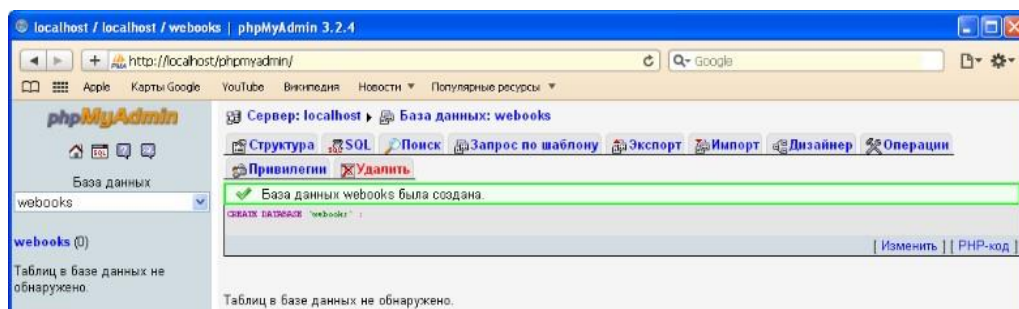 localhost / localhost / webooks | phpMyAdmin 3.2.4
http://localhost/phpmyadmin/
Google
Apple Карты Google YouTube Википедия Новости Популярные ресурсы
phpMyAdmin
База данных
webooks
webooks (0)
Таблиц в базе данных не
обнаружено.
Сервер: localhost База данных: webooks
Структура SQL Поиск Запрос по шаблону Экспорт Импорт Дизайнер Операции
Привилегии Удалить
База данных webooks была создана.
CREATE DATABASE `webooks` ;
[ Изменить ] [ PHP-код ]
Таблиц в базе данных не обнаружено.